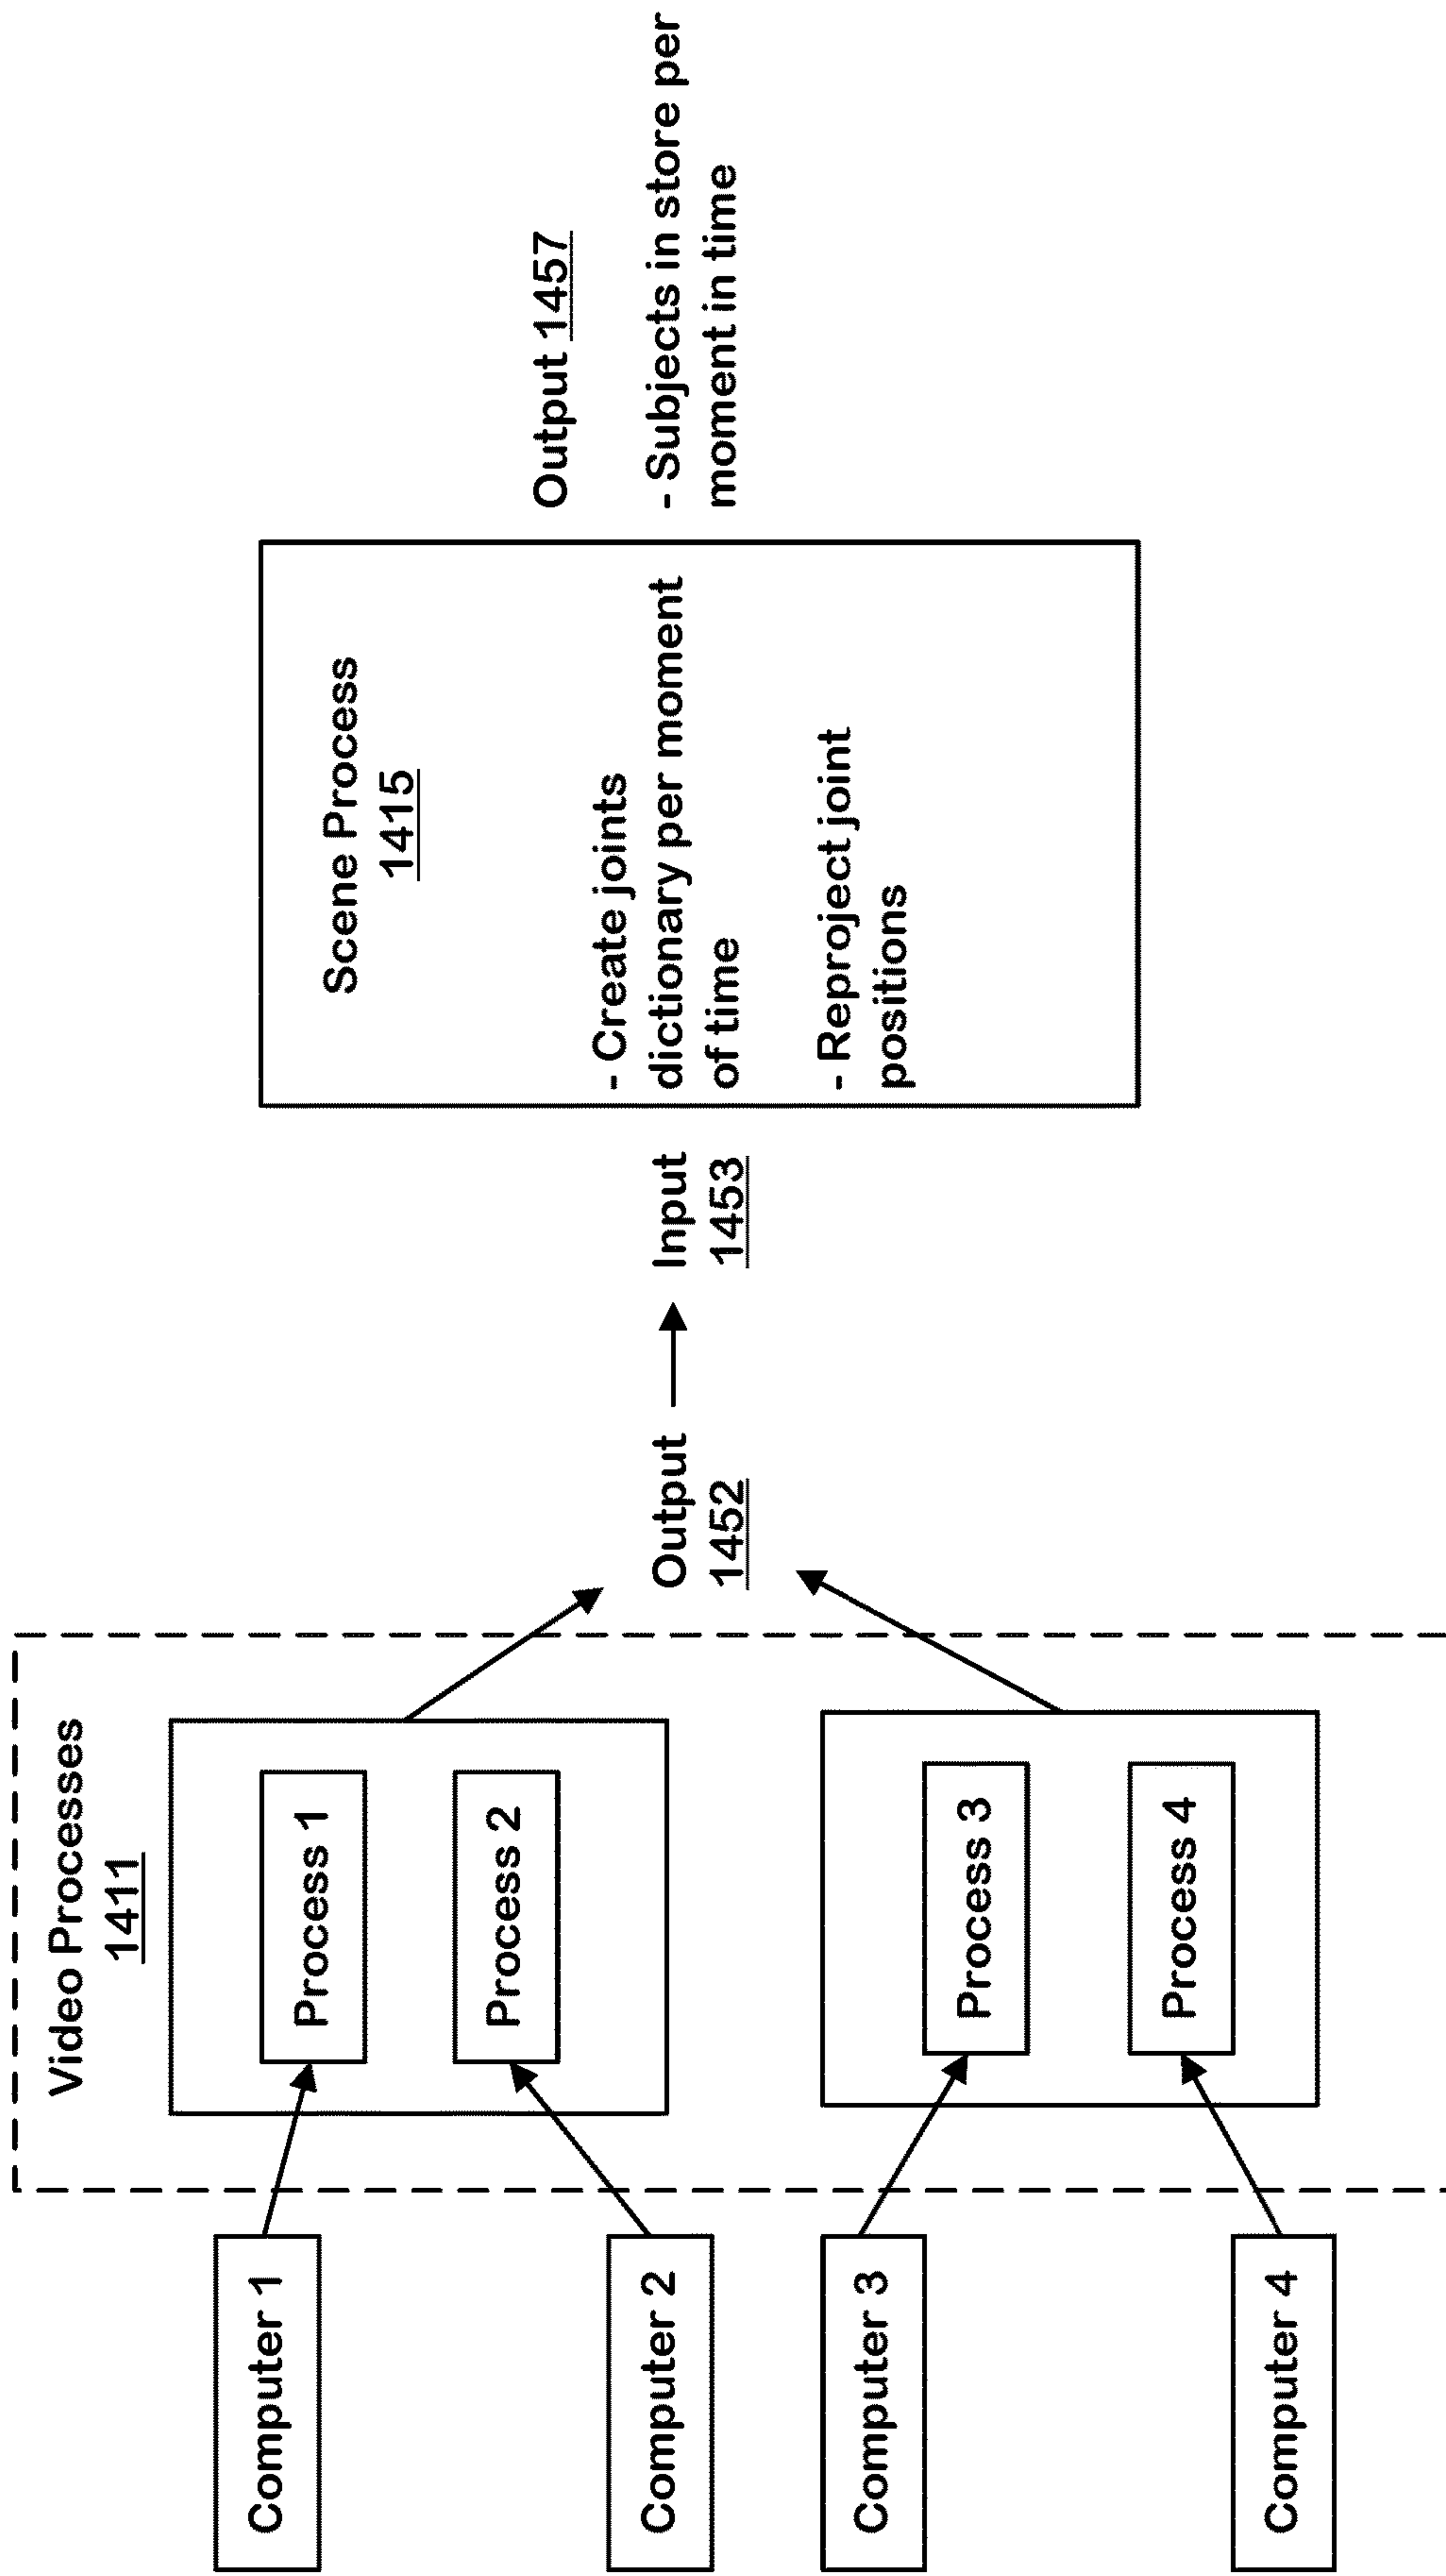 Video Processes
1411
Computer 1
Process 1
Computer 2
Process 2
Computer 3
Process 3
Computer 4
Process 4
Output
1452
Input
1453
Scene Process
1415
- Create joints
dictionary per moment
of time
- Reproject joint
positions
Output 1457
- Subjects in store per
moment in time